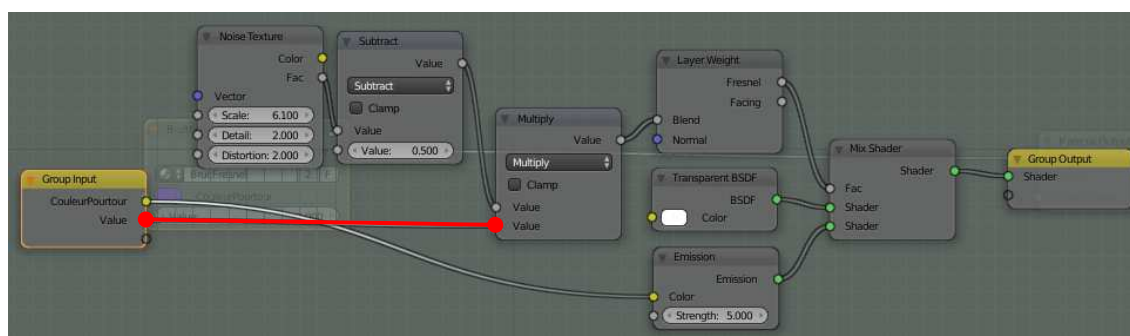 Noise Texture
Color
Fac
Vector
Scale: 6.100
Detail: 2.000
Distortion: 2.000
Subtract
Value
Subtract
Clamp
Value
Value: 0.500
Group Input
CouleurPourtour
Value
BruitFresnel 2 F
CouleurPourtour
Multiply
Value
Multiply
Clamp
Value
Value
Layer Weight
Fresnel
Facing
Blend
Normal
Transparent BSDF
BSDF
Color
Emission
Emission
Color
Strength: 5.000
Mix Shader
Shader
Fac
Shader
Shader
Group Output
Shader